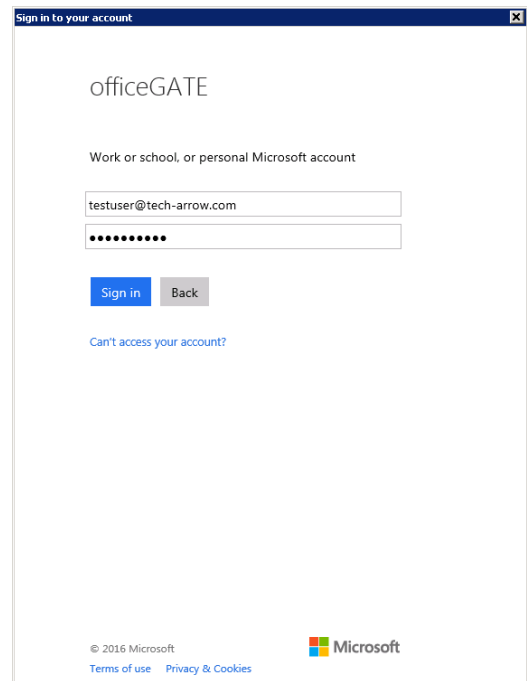 Sign in to your account
officeGATE
Work or school, or personal Microsoft account
testuser@tech-arrow.com
●●●●●●●●●●
Sign in Back
Can't access your account?
© 2016 Microsoft Microsoft
Terms of use Privacy & Cookies